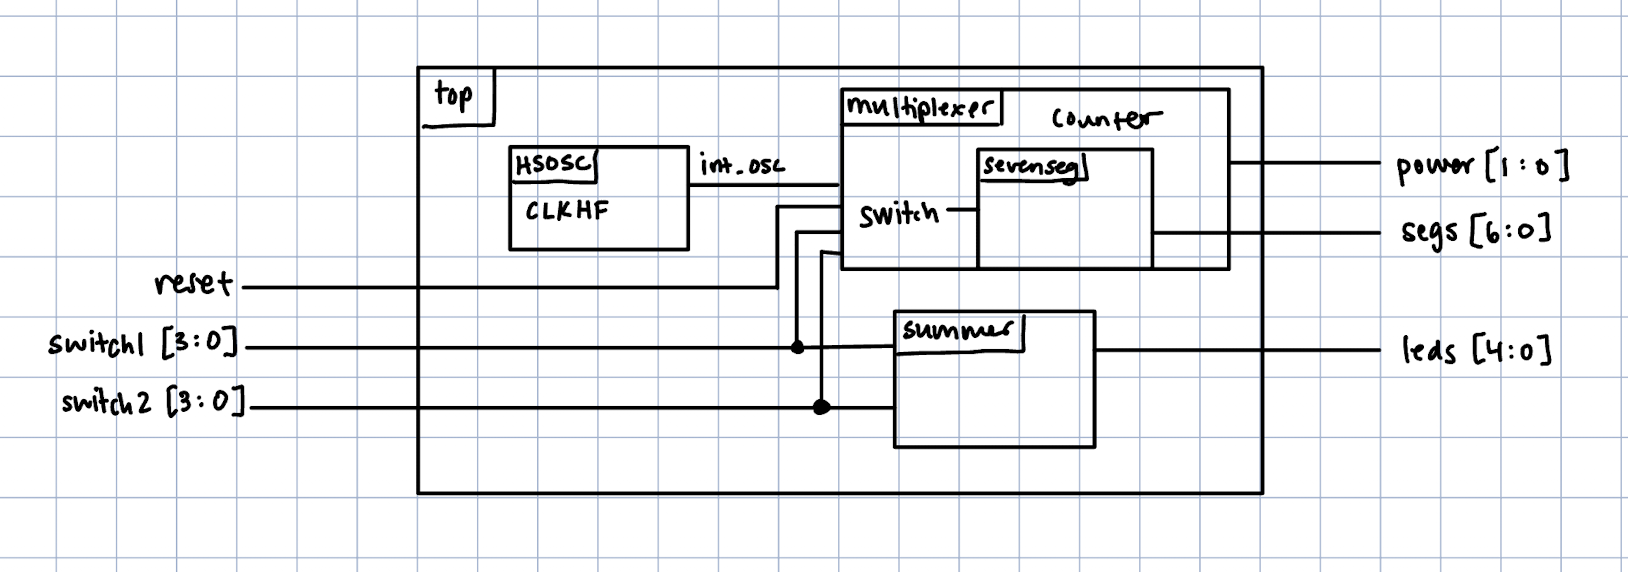 top
multiplexer
counter
HSOSC
int_osc
sevenseg
power [1:0]
CLKHF
switch
segs [6:0]
reset
summer
switch1 [3:0]
leds [4:0]
switch2 [3:0]